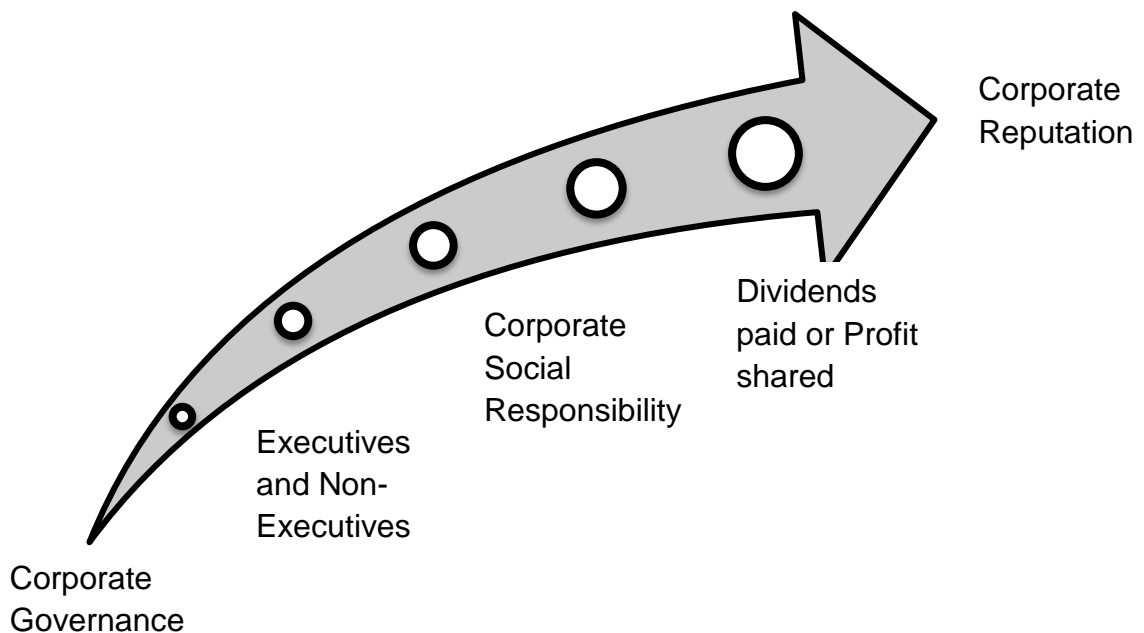 Corporate
Governance
Executives
and Non-
Executives
Corporate
Social
Responsibility
Dividends
paid or Profit
shared
Corporate
Reputation